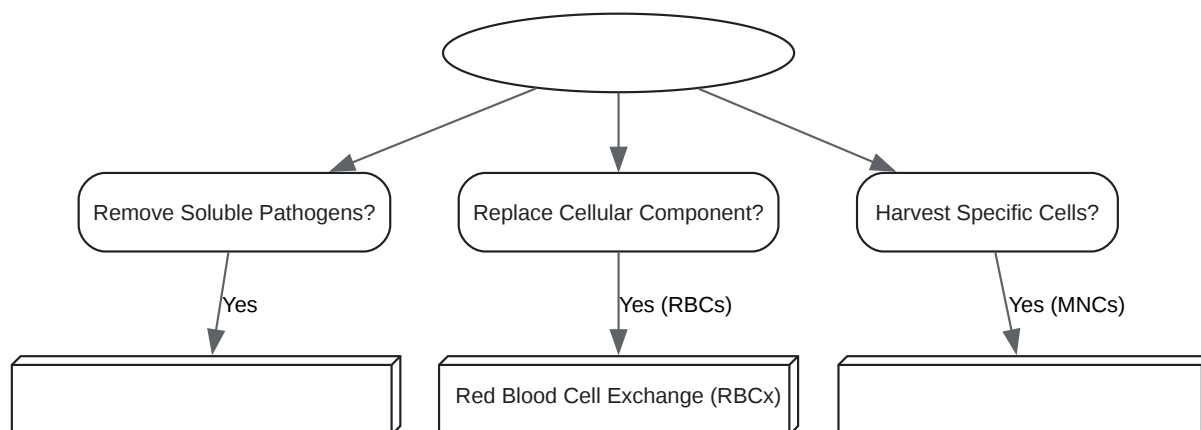 Remove Soluble Pathogens?
Replace Cellular Component?
Harvest Specific Cells?
Yes
Yes (RBCs)
Yes (MNCs)
Red Blood Cell Exchange (RBCx)